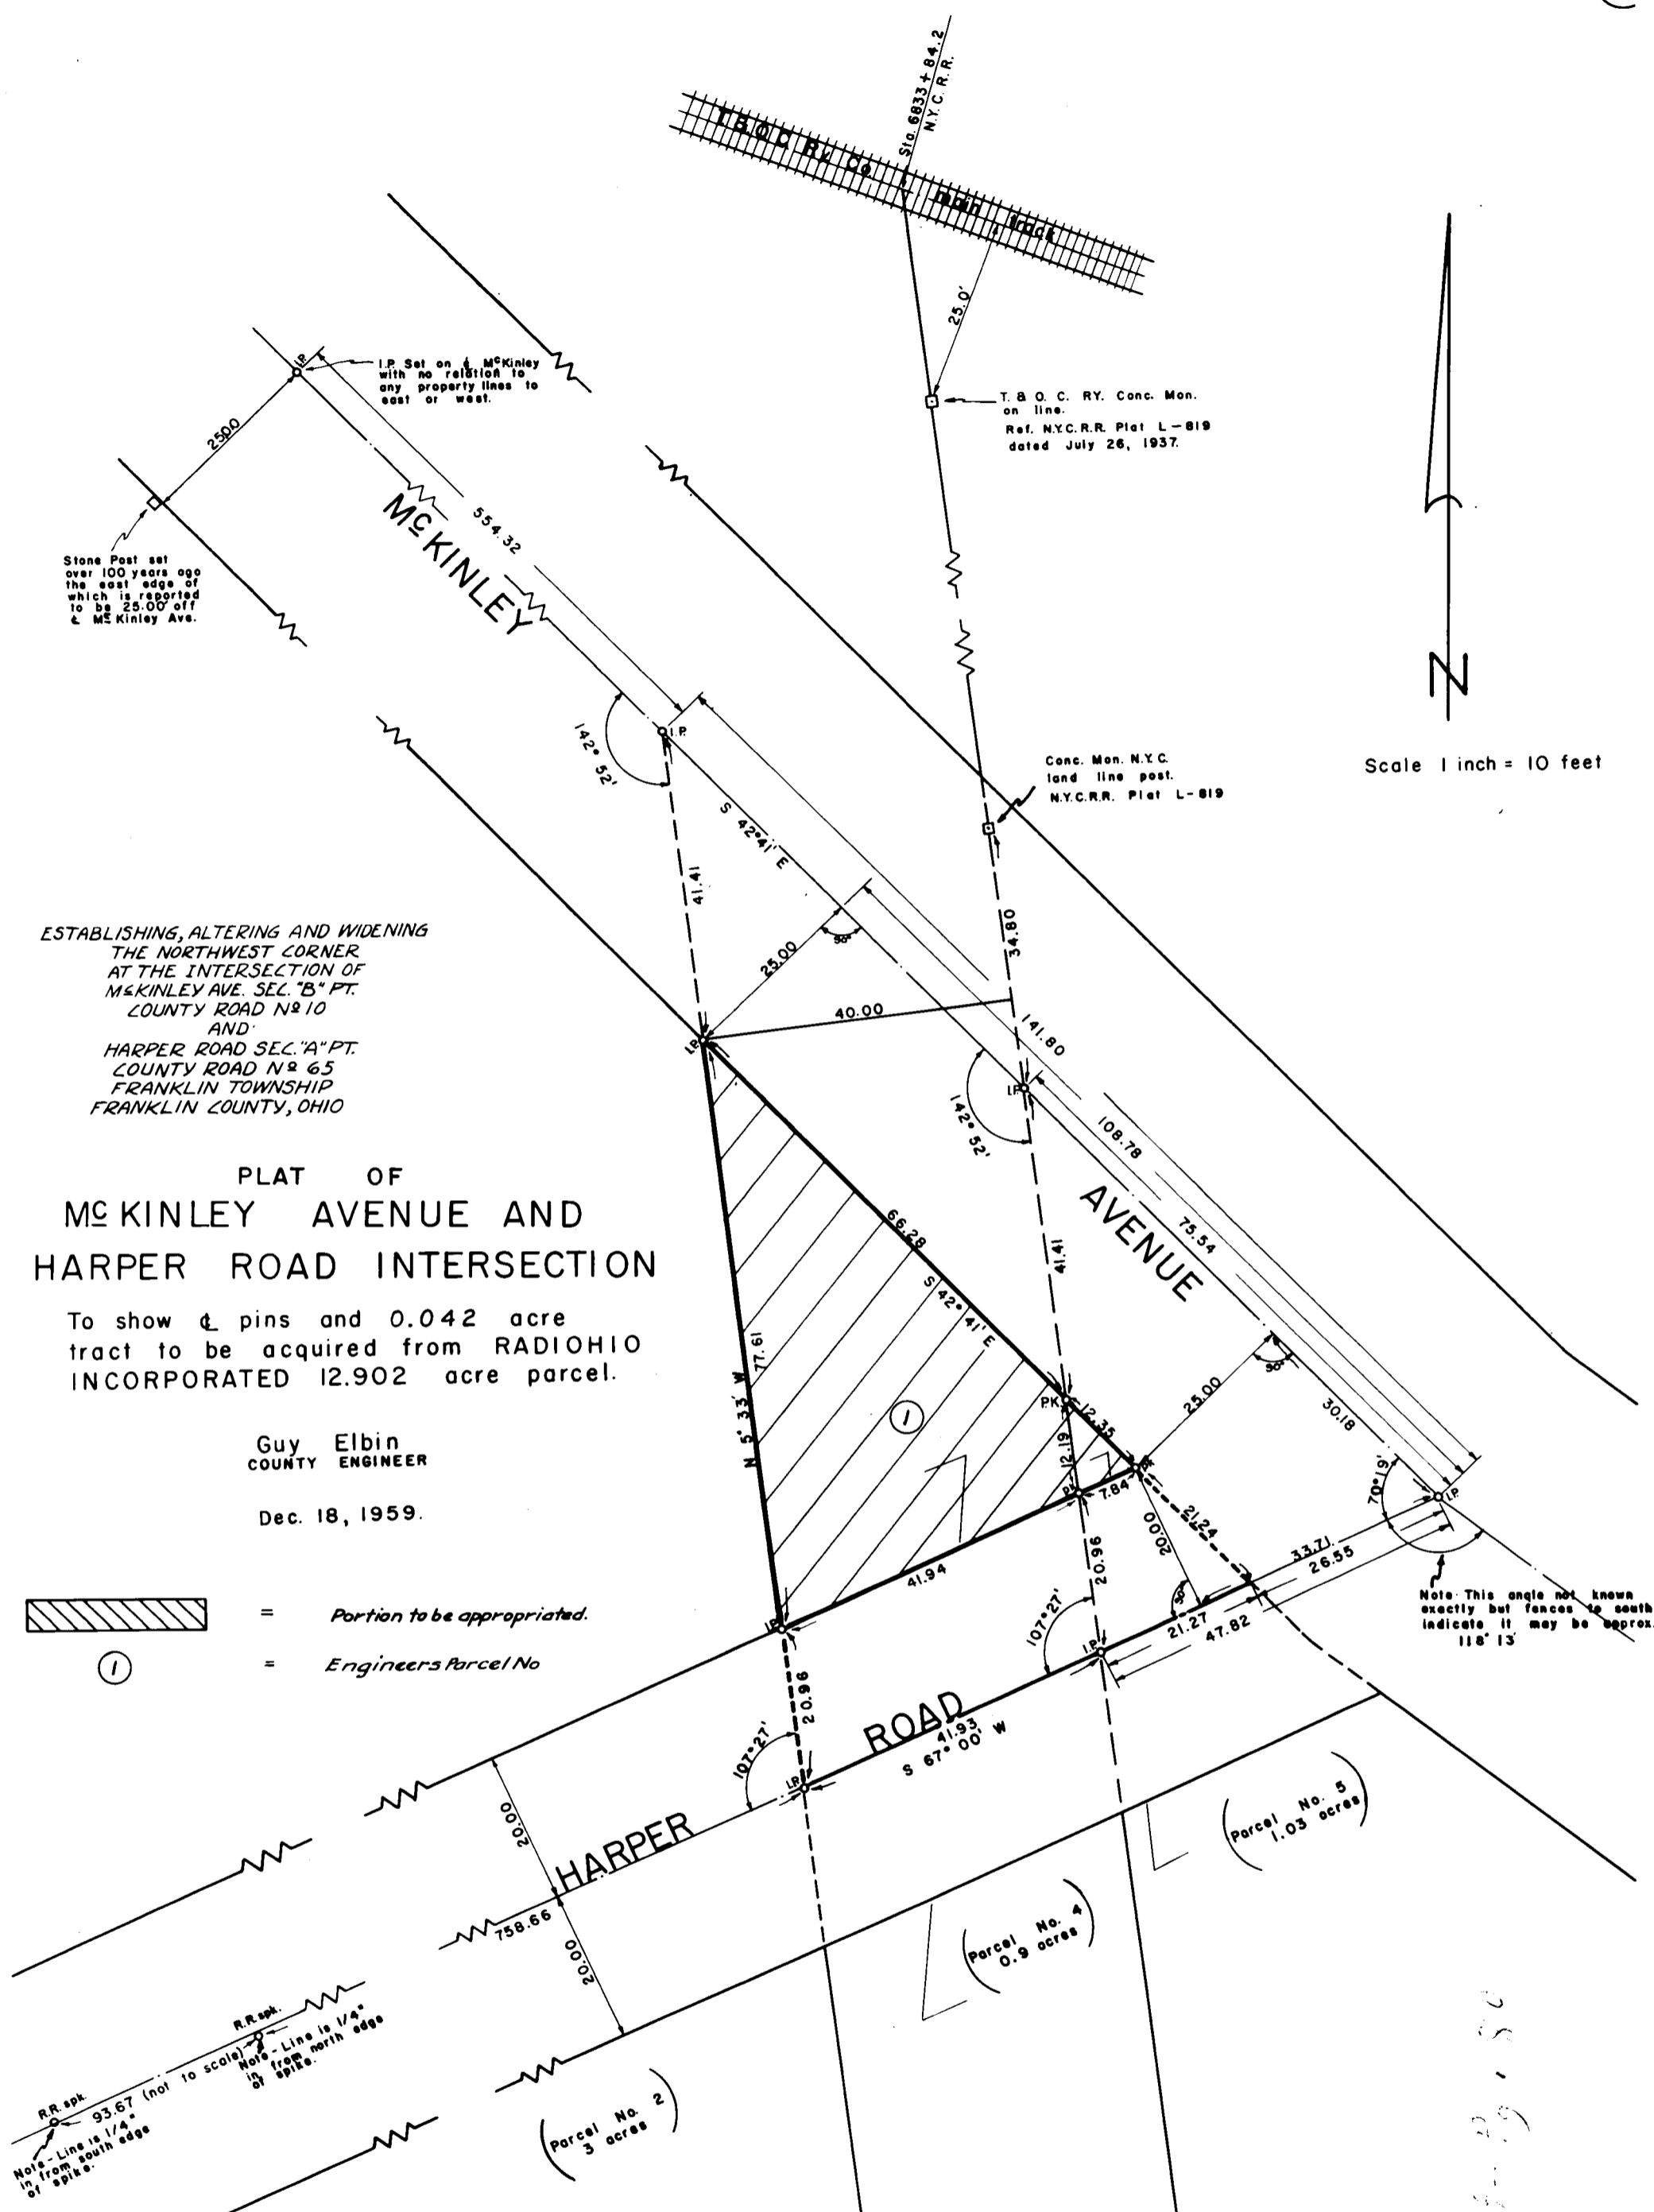 Sta. 6833 + 84.2
N.Y.C. R.R.
T. & O. C. Ry. Co. main track
25.0'
I.P.
I.P. Set on ℄ McKinley
with no relation to
any property lines to
east or west.
T. & O. C. RY. Conc. Mon.
on line.
Ref. N.Y.C.R.R. Plat L-819
dated July 26, 1937.
25.00
554.32
McKINLEY
Stone Post set
over 100 years ago
the east edge of
which is reported
to be 25.00' off
℄ McKinley Ave.
N
Scale 1 inch = 10 feet
142° 52'
I.P.
Conc. Mon. N.Y.C.
land line post.
N.Y.C.R.R. Plat L-819
S 42°41' E
41.41
34.80
25.00
90°
40.00
141.80
I.P.
I.P.
142° 52'
108.78
AVENUE
75.54
ESTABLISHING, ALTERING AND WIDENING
THE NORTHWEST CORNER
AT THE INTERSECTION OF
McKINLEY AVE. SEC. "B" PT.
COUNTY ROAD Nº 10
AND
HARPER ROAD SEC. "A" PT.
COUNTY ROAD Nº 65
FRANKLIN TOWNSHIP
FRANKLIN COUNTY, OHIO
PLAT OF
McKINLEY AVENUE AND
HARPER ROAD INTERSECTION
To show ℄ pins and 0.042 acre
tract to be acquired from RADIOHIO
INCORPORATED 12.902 acre parcel.
Guy Elbin
COUNTY ENGINEER
Dec. 18, 1959.
66.28
S 42° 41' E
41.41
77.61
N 5° 33' W
1
P.K.
12.35
12.19
25.00
90°
30.18
70°19'
I.P.
P.K.
7.84
P.K.
20.00
21.24
90°
33.71
26.55
41.94
20.96
107°27'
21.27
47.82
I.P.
Note: This angle not known
exactly but fences to south
indicate it may be approx.
118° 13'
= Portion to be appropriated.
1 = Engineers Parcel No
I.P.
20.96
107°27'
I.P.
ROAD
41.93
S 67° 00' W
HARPER
20.00
20.00
758.66
(Parcel No. 5
1.03 acres)
(Parcel No. 4
0.9 acres)
(Parcel No. 2
3 acres)
R.R. spk.
Note-Line is 1/4"
in from north edge
of spike.
R.R. spk.
93.67 (not to scale)
Note-Line is 1/4"
in from south edge
of spike.